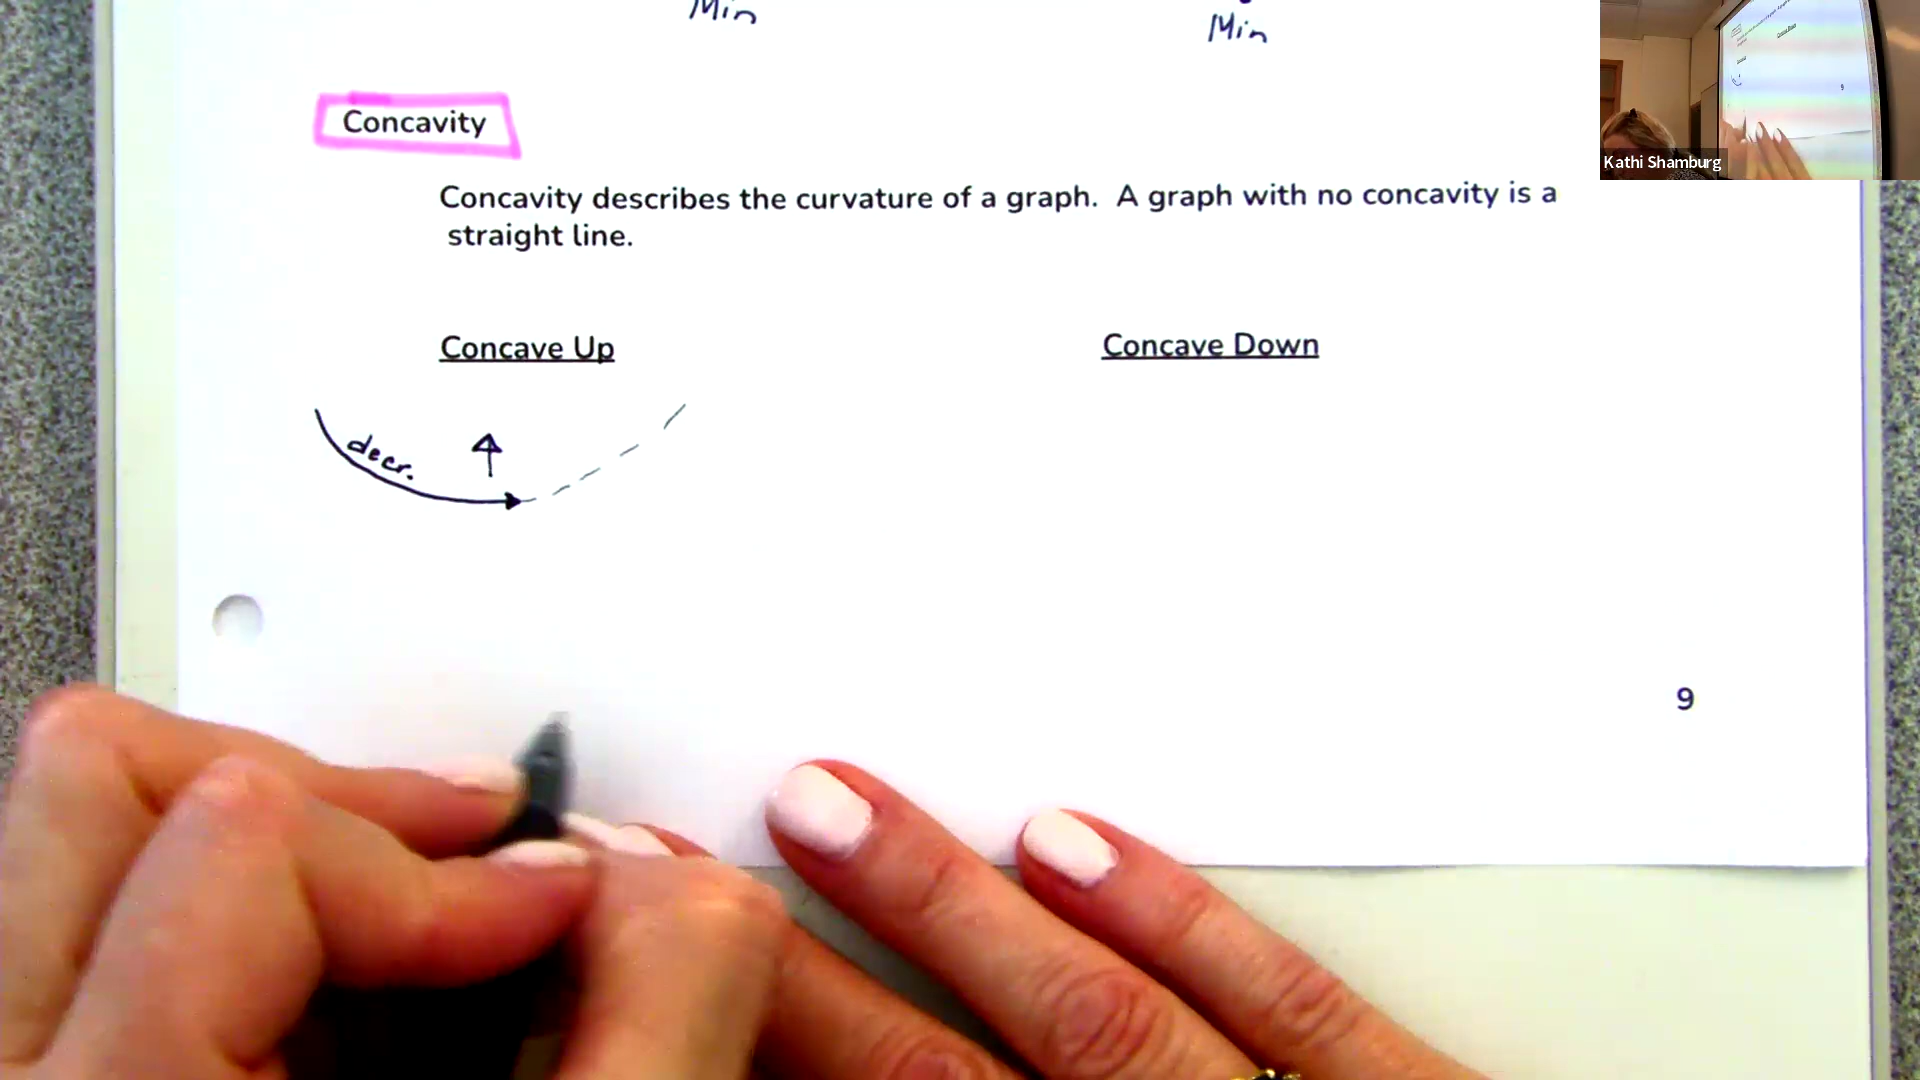 Min
Min
Kathi Shamburg
Concavity
Concavity describes the curvature of a graph. A graph with no concavity is a
straight line.
Concave Up
Concave Down
decr.
9